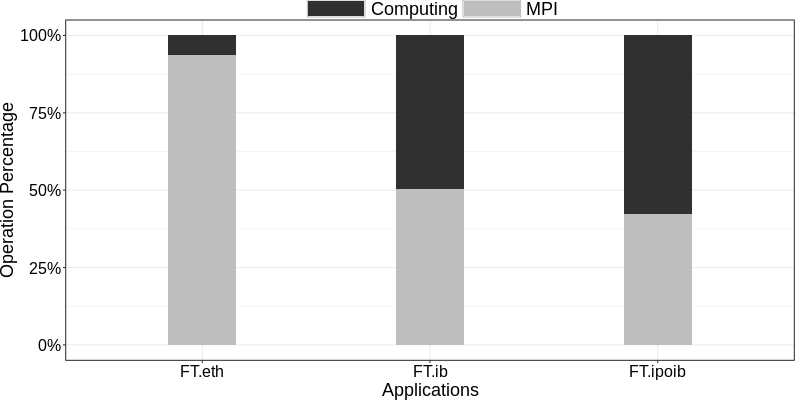 Computing MPI
Operation Percentage
100%
75%
50%
25%
0%
FT.eth FT.ib FT.ipoib
Applications